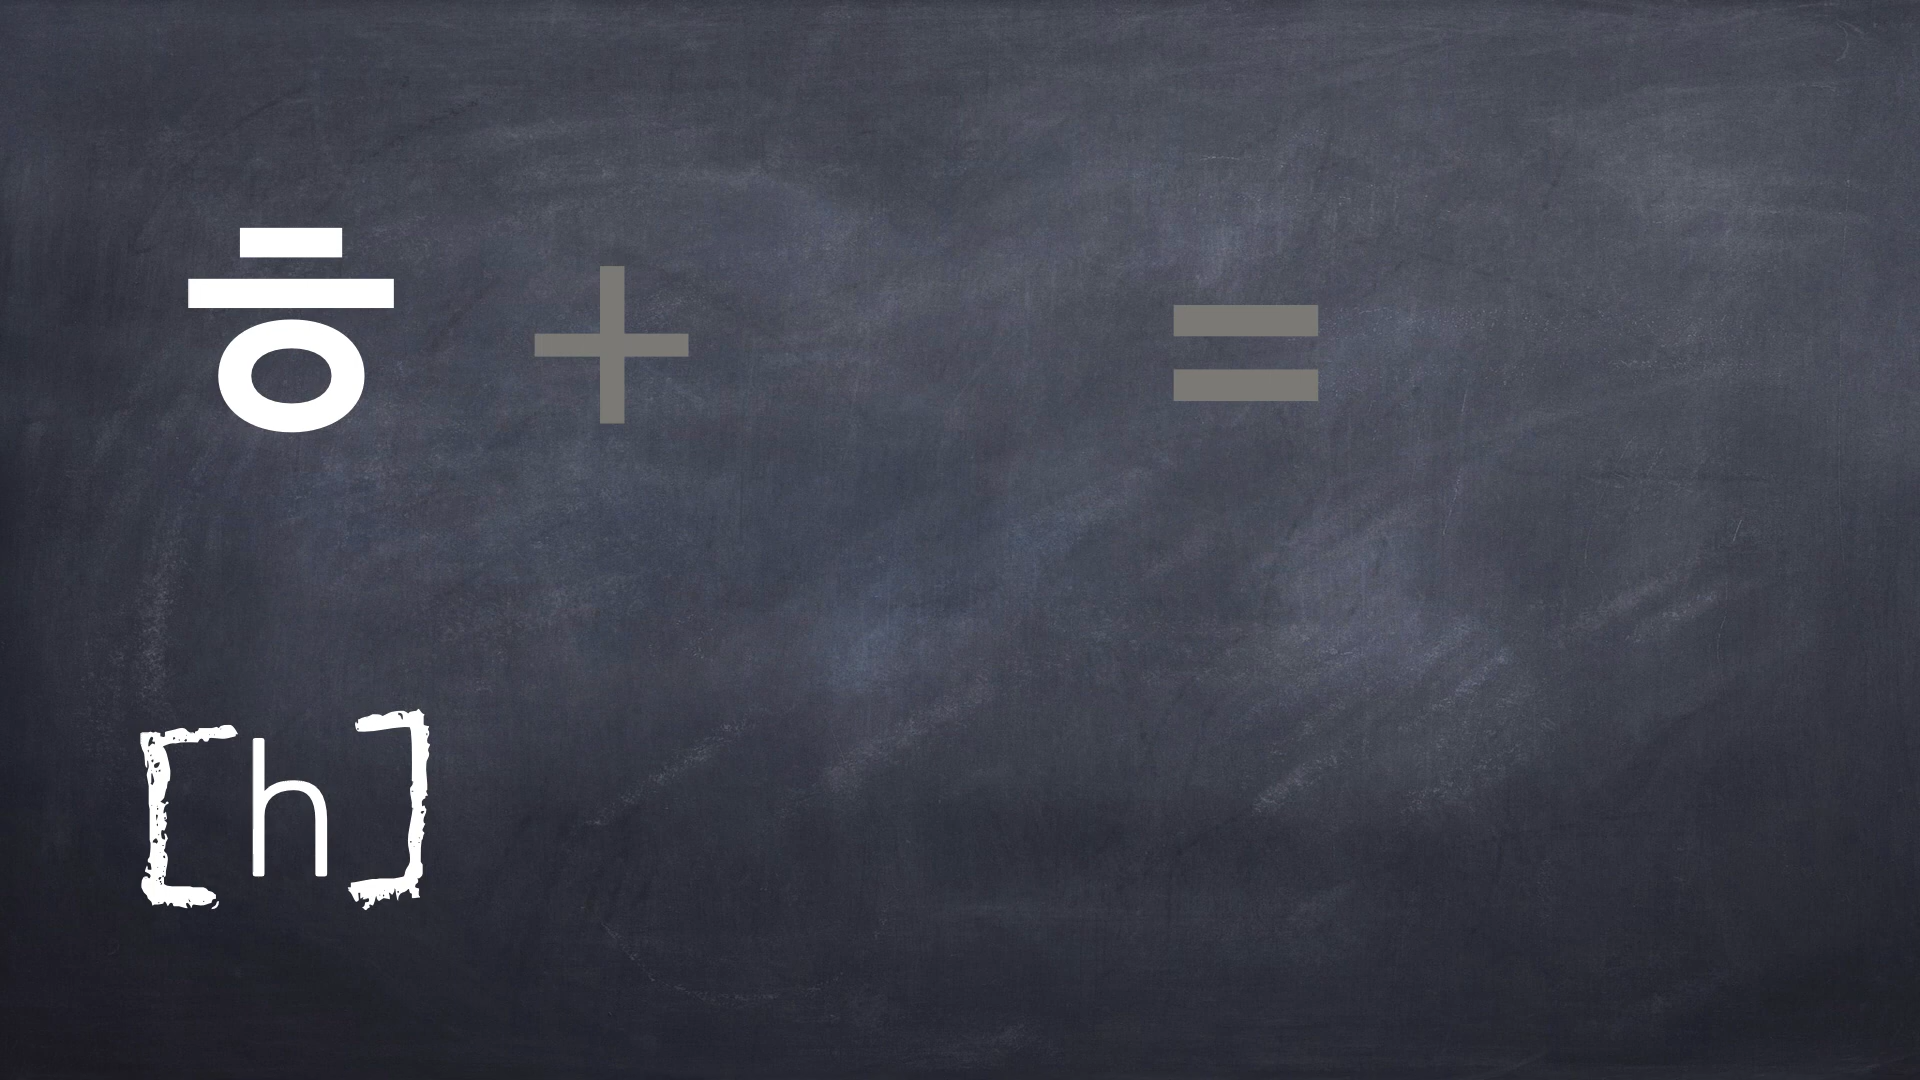 ㅎ + =
[h]